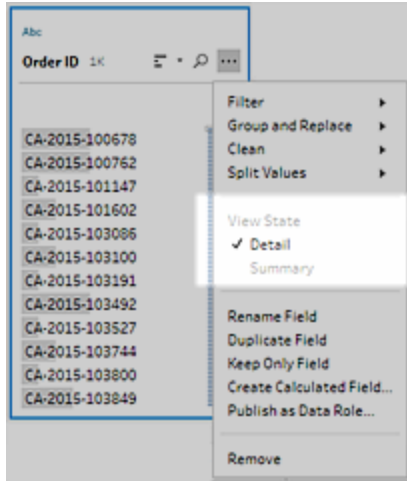 Abc
Order ID 1K
CA-2015-100678
CA-2015-100762
CA-2015-101147
CA-2015-101602
CA-2015-103086
CA-2015-103100
CA-2015-103191
CA-2015-103492
CA-2015-103527
CA-2015-103744
CA-2015-103800
CA-2015-103849
Filter
Group and Replace
Clean
Split Values
View State
✓ Detail
Summary
Rename Field
Duplicate Field
Keep Only Field
Create Calculated Field...
Publish as Data Role...
Remove